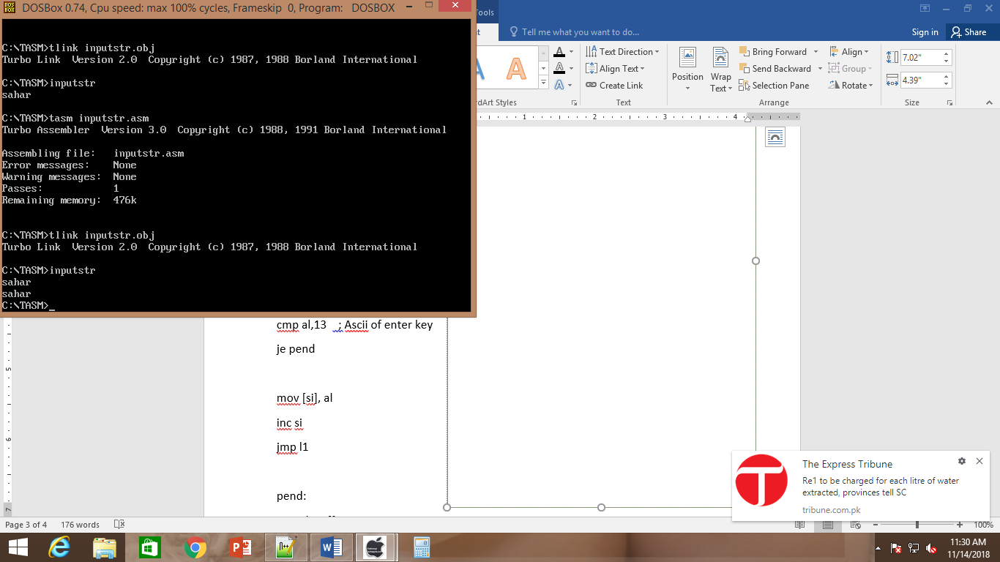 DOSBox 0.74, Cpu speed: max 100% cycles, Frameskip 0, Program: DOSBOX
C:\TASM>tlink inputstr.obj
Turbo Link Version 2.0 Copyright (c) 1987, 1988 Borland International
C:\TASM>inputstr
sahar
C:\TASM>tasm inputstr.asm
Turbo Assembler Version 3.0 Copyright (c) 1988, 1991 Borland International
Assembling file: inputstr.asm
Error messages: None
Warning messages: None
Passes: 1
Remaining memory: 476k
C:\TASM>tlink inputstr.obj
Turbo Link Version 2.0 Copyright (c) 1987, 1988 Borland International
C:\TASM>inputstr
sahar
sahar
C:\TASM>_
Tools
Tell me what you want to do...
Sign in
Share
Text Direction
Align Text
Create Link
Text
Position
Wrap
Text
Bring Forward
Send Backward
Selection Pane
Align
Group
Rotate
Arrange
7.02"
4.39"
Size
1 2 3 4
cmp al,13 ; Ascii of enter key
je pend
mov [si], al
inc si
jmp l1
pend:
5
6
7
The Express Tribune
Re1 to be charged for each litre of water
extracted, provinces tell SC
tribune.com.pk
Page 3 of 4 176 words
100%
11:30 AM
11/14/2018